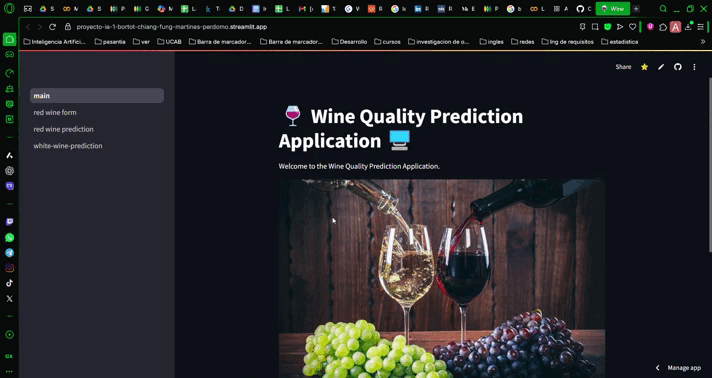 Wine
proyecto-ia-1-bortot-chiang-fung-martines-perdomo.streamlit.app
Inteligencia Artific...
pasantia
ver
UCAB
Barra de marcador...
Barra de marcador...
Desarrollo
cursos
investigacion de o...
ingles
redes
Ing de requisitos
estadistica
Share
main
red wine form
red wine prediction
white-wine-prediction
Wine Quality Prediction
Application
Welcome to the Wine Quality Prediction Application.
Manage app